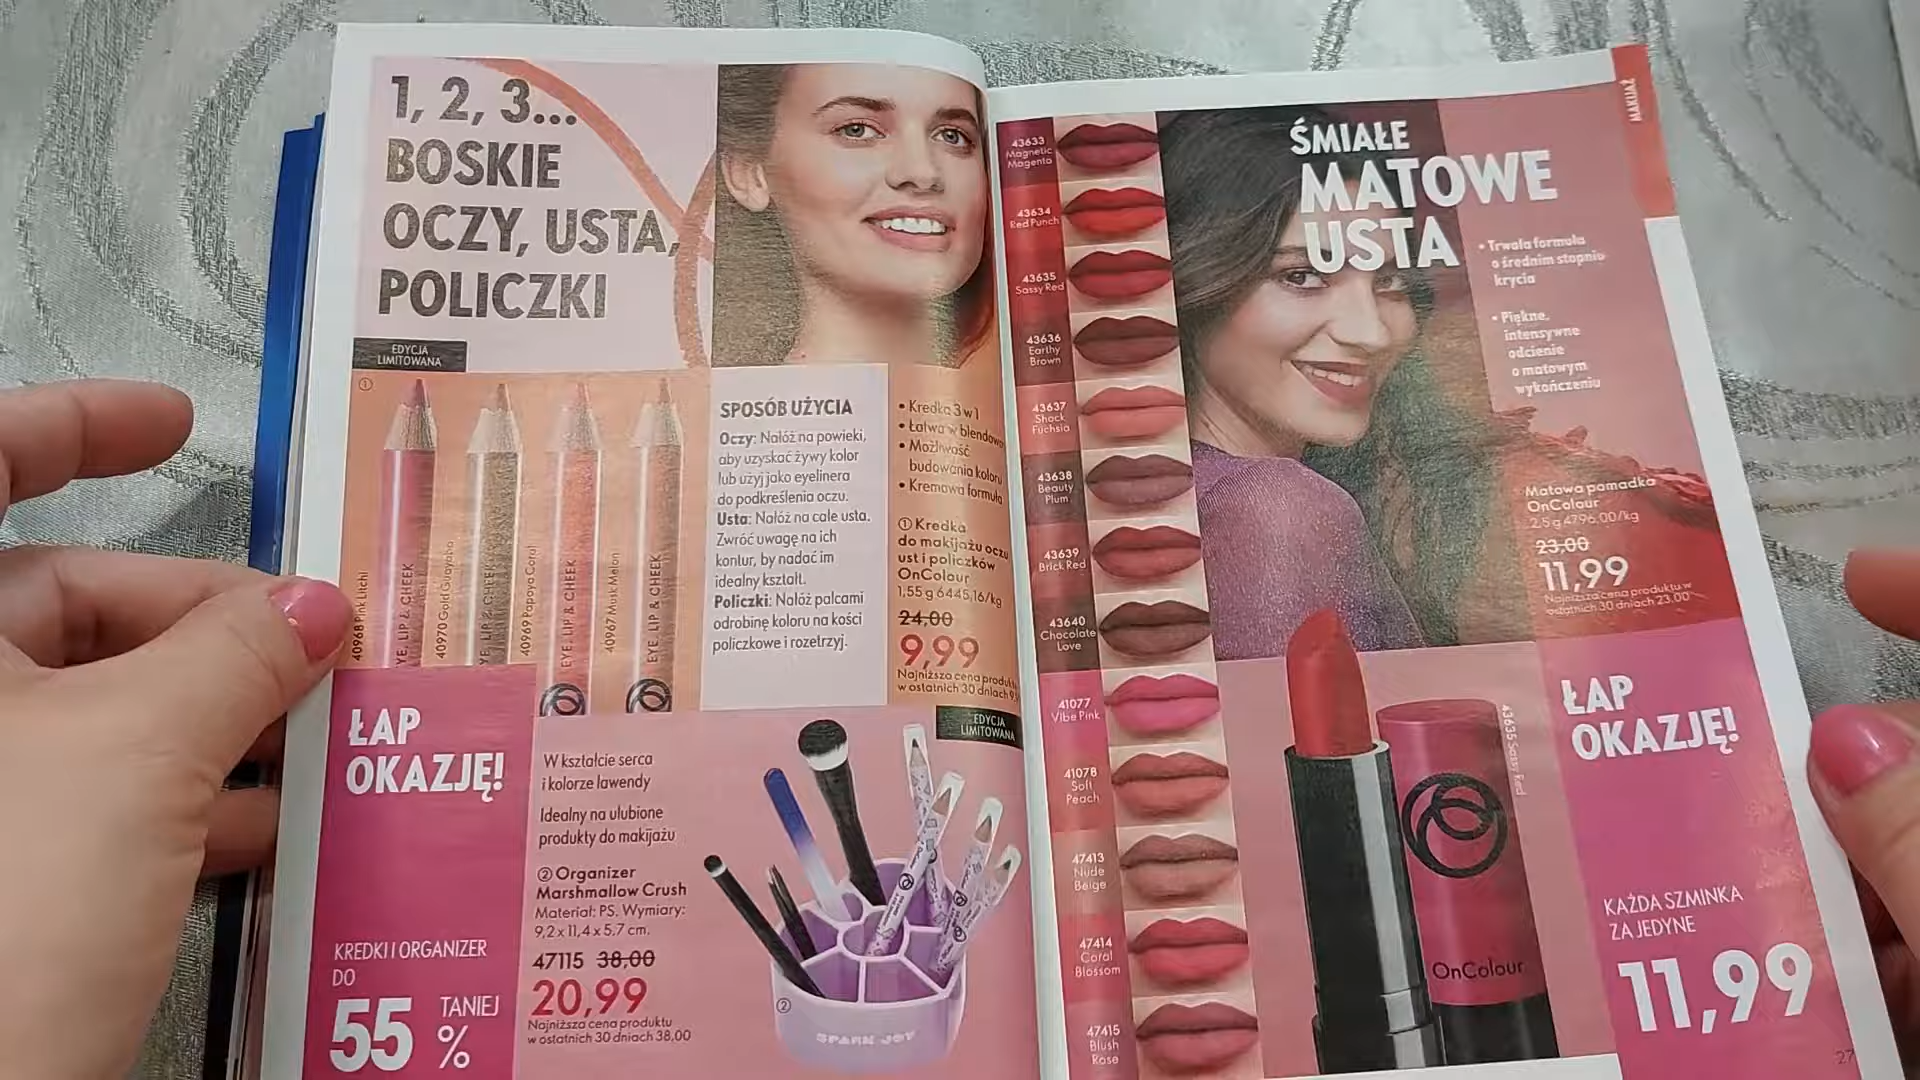 1, 2, 3...
BOSKIE
OCZY, USTA,
POLICZKI
EDYCJA
LIMITOWANA
①
40968 Pink Litchi
EYE, LIP & CHEEK
40970 Gold Guayaba
EYE, LIP & CHEEK
40969 Papaya Coral
EYE, LIP & CHEEK
40967 Musk Melon
EYE, LIP & CHEEK
SPOSÓB UŻYCIA
Oczy: Nałóż na powieki,
aby uzyskać żywy kolor
lub użyj jako eyelinera
do podkreślenia oczu.
Usta: Nałóż na całe usta.
Zwróć uwagę na ich
kontur, by nadać im
idealny kształt.
Policzki: Nałóż palcami
odrobinę koloru na kości
policzkowe i rozetrzyj.
• Kredka 3 w 1
• Łatwa w
• Możliwość
budowania koloru
• Kremowa formuła
① Kredka
do makijażu oczu
ust i policzków
OnColour
1,55 g 6445,16/kg
24,00
9,99
Najniższa cena
w ostatnich 30 dniach
ŁAP
OKAZJĘ!
KREDKI I ORGANIZER
DO
55 %
TANIEJ
W kształcie serca
i kolorze lawendy
Idealny na ulubione
produkty do makijażu
② Organizer
Marshmallow Crush
Materiał: PS. Wymiary:
9,2 x 11,4 x 5,7 cm.
47115 38,00
20,99
Najniższa cena produktu
w ostatnich 30 dniach 38,00
EDYCJA
LIMITOWANA
②
SPARK JOY
MAKIJAŻ
43633
Magnetic
Magenta
43634
Red Punch
43635
Sassy Red
43636
Earthy
Brown
43637
Shock
Fuchsia
43638
Beauty
Plum
43639
Brick Red
43640
Chocolate
Love
41077
Vibe Pink
41078
Soft
Peach
47413
Nude
Beige
47414
Coral
Blossom
47415
Blush
Rose
ŚMIAŁE
MATOWE
USTA
• Trwała formuła
o średnim stopniu
krycia
• Piękne,
intensywne
odcienie
o matowym
wykończeniu
Matowa pomadka
OnColour
2,5 g 4796,00/kg
23,00
11,99
Najniższa cena produktu w
ostatnich 30 dniach 23,00
43635 Sassy Red
OnColour
ŁAP
OKAZJĘ!
KAŻDA SZMINKA
ZA JEDYNE
11,99
27